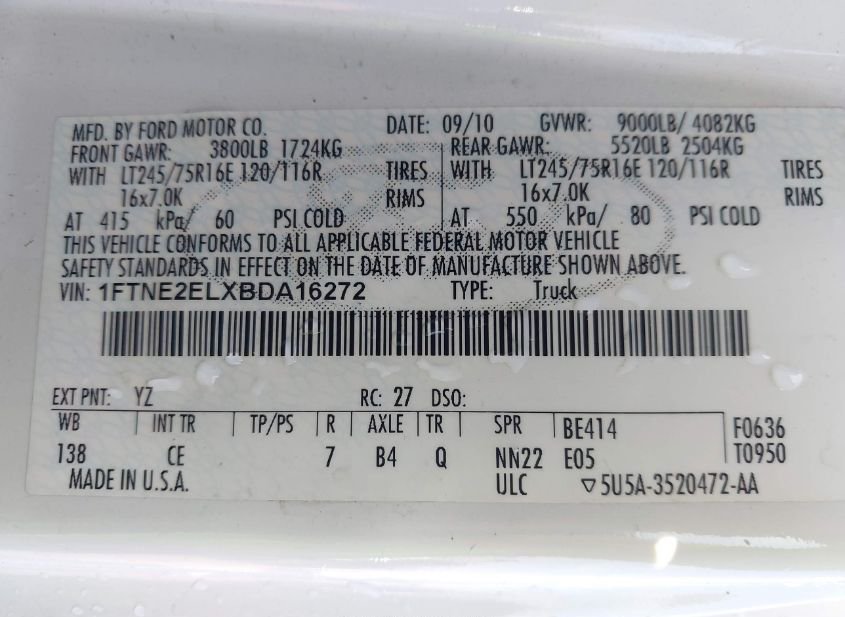 MFD. BY FORD MOTOR CO. DATE: 09/10 GVWR: 9000LB/ 4082KG
FRONT GAWR: 3800LB 1724KG REAR GAWR: 5520LB 2504KG
WITH LT245/75R16E 120/116R TIRES WITH LT245/75R16E 120/116R TIRES
16x7.0K RIMS 16x7.0K RIMS
AT 415 kPa/ 60 PSI COLD AT 550 kPa/ 80 PSI COLD
THIS VEHICLE CONFORMS TO ALL APPLICABLE FEDERAL MOTOR VEHICLE
SAFETY STANDARDS IN EFFECT ON THE DATE OF MANUFACTURE SHOWN ABOVE.
VIN: 1FTNE2ELXBDA16272 TYPE: Truck
EXT PNT: YZ RC: 27 DSO:
WB INT TR TP/PS R AXLE TR SPR BE414 F0636
138 CE 7 B4 Q NN22 E05 T0950
MADE IN U.S.A. ULC ▽5U5A-3520472-AA